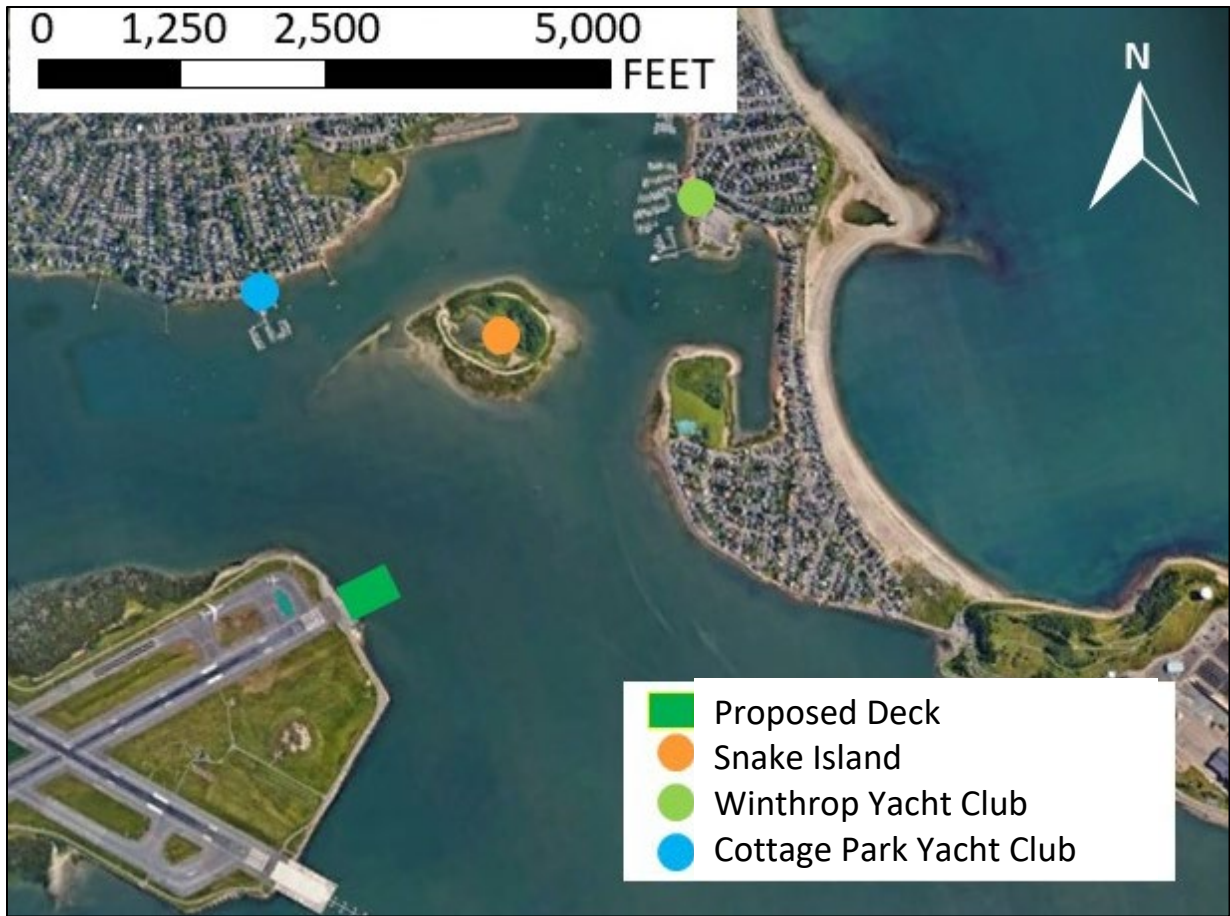 0 1,250 2,500 5,000
FEET
N
Proposed Deck
Snake Island
Winthrop Yacht Club
Cottage Park Yacht Club